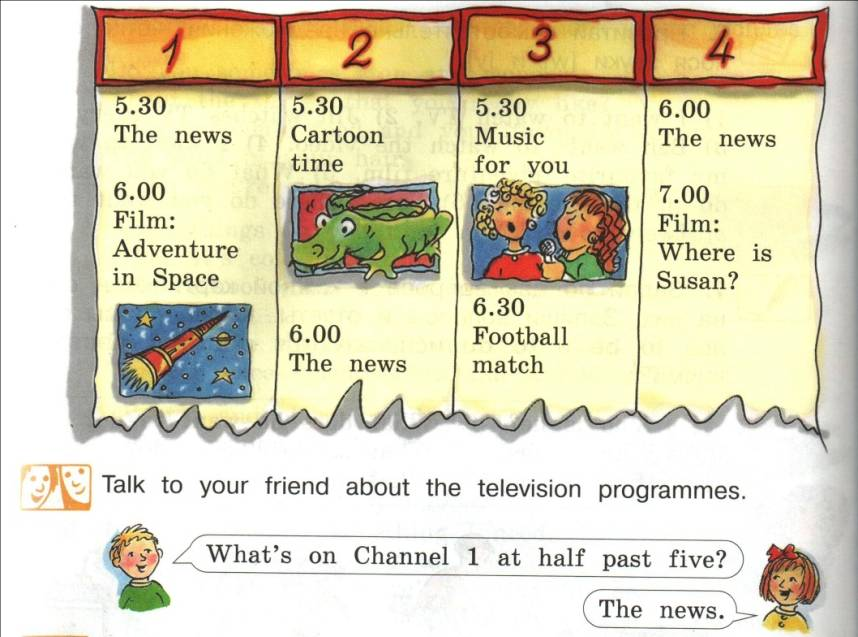 1
5.30
The news
6.00
Film:
Adventure
in Space
2
5.30
Cartoon
time
6.00
The news
3
5.30
Music
for you
6.30
Football
match
4
6.00
The news
7.00
Film:
Where is
Susan?
Talk to your friend about the television programmes.
What's on Channel 1 at half past five?
The news.